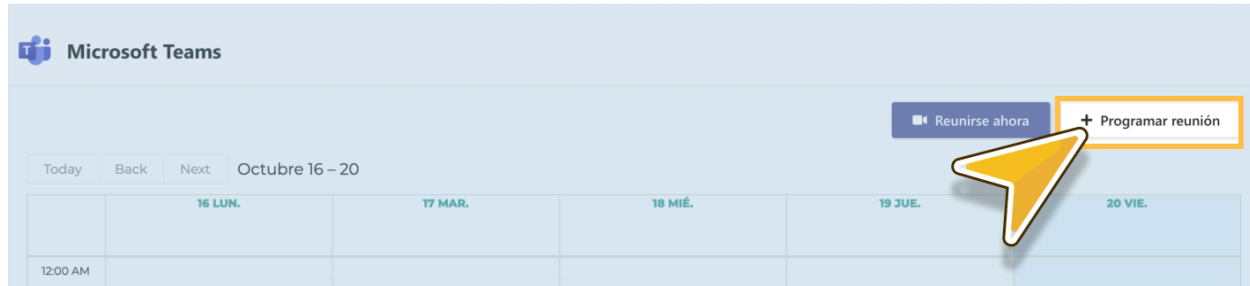 Microsoft Teams
Reunirse ahora
+ Programar reunión
Today Back Next Octubre 16 – 20
16 LUN. 17 MAR. 18 MIÉ. 19 JUE. 20 VIE.
12:00 AM